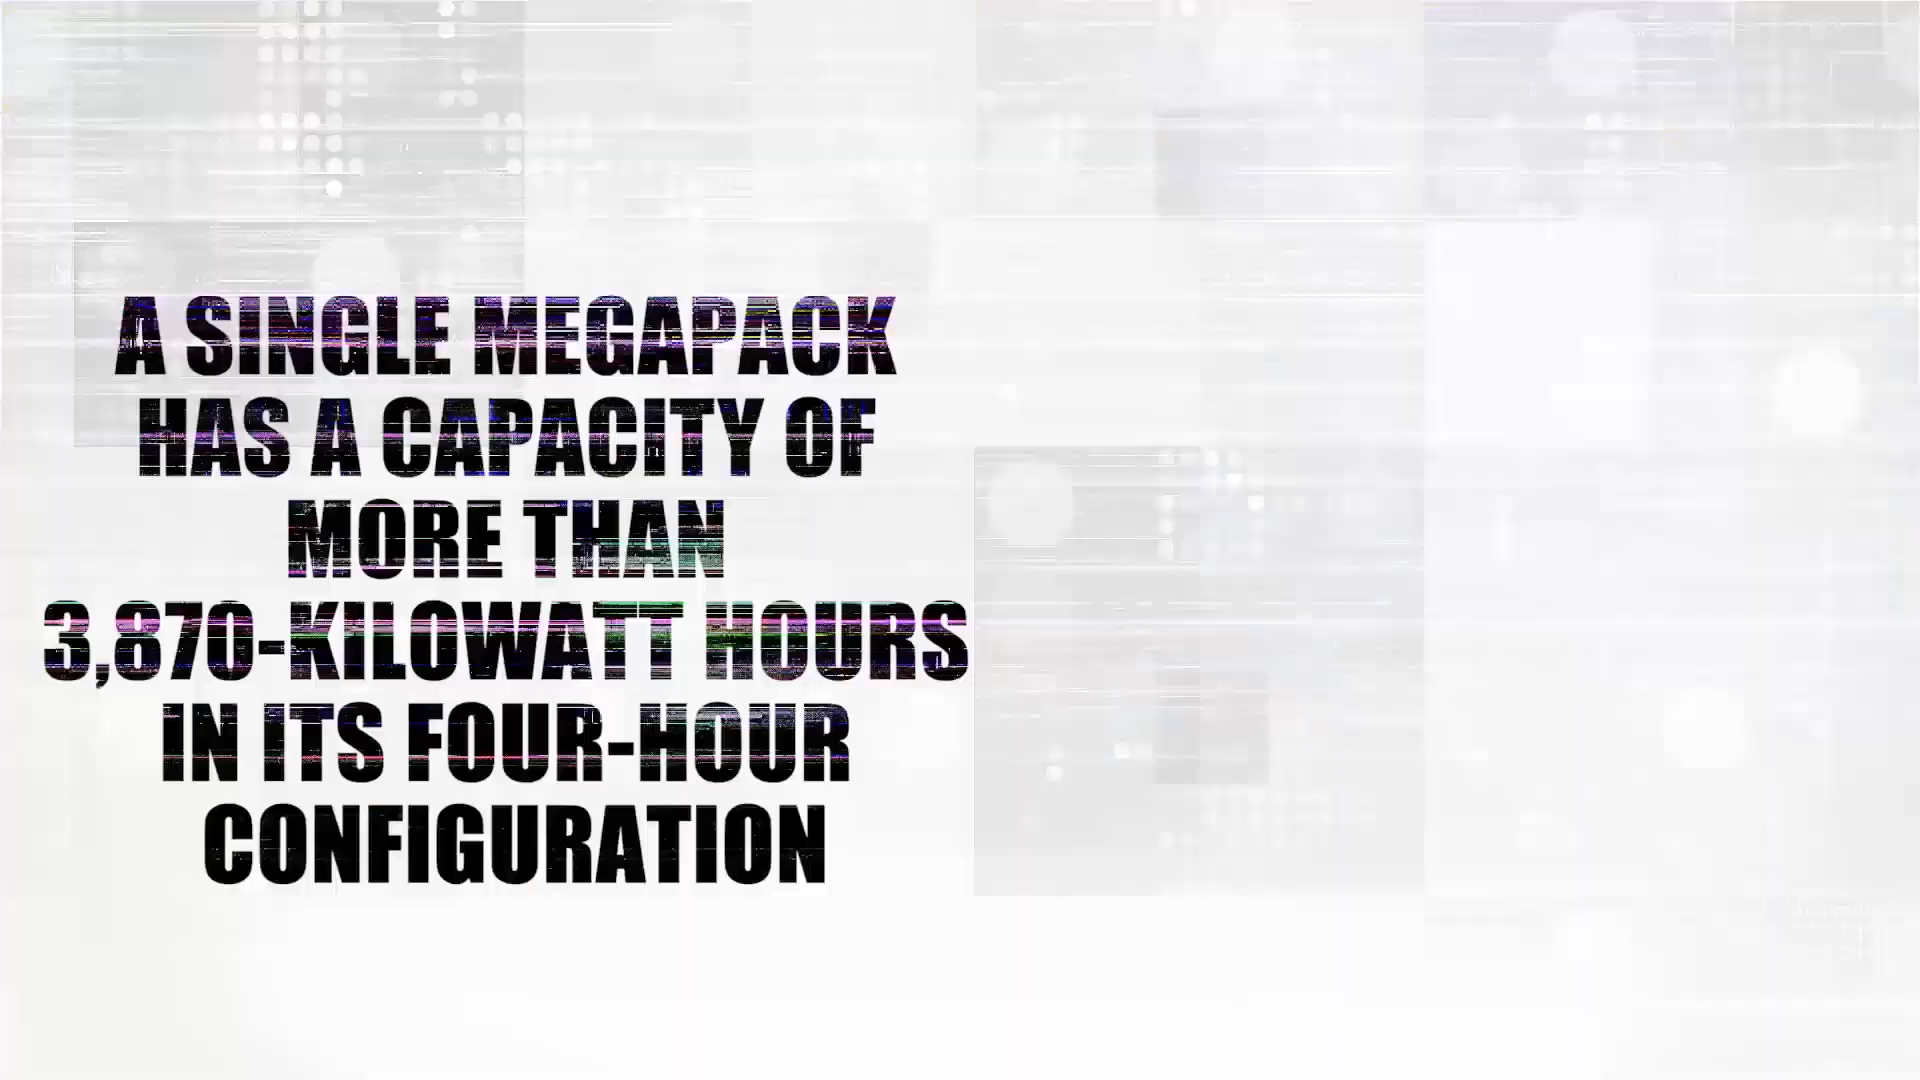 A SINGLE MEGAPACK
HAS A CAPACITY OF
MORE THAN
3,870-KILOWATT HOURS
IN ITS FOUR-HOUR
CONFIGURATION